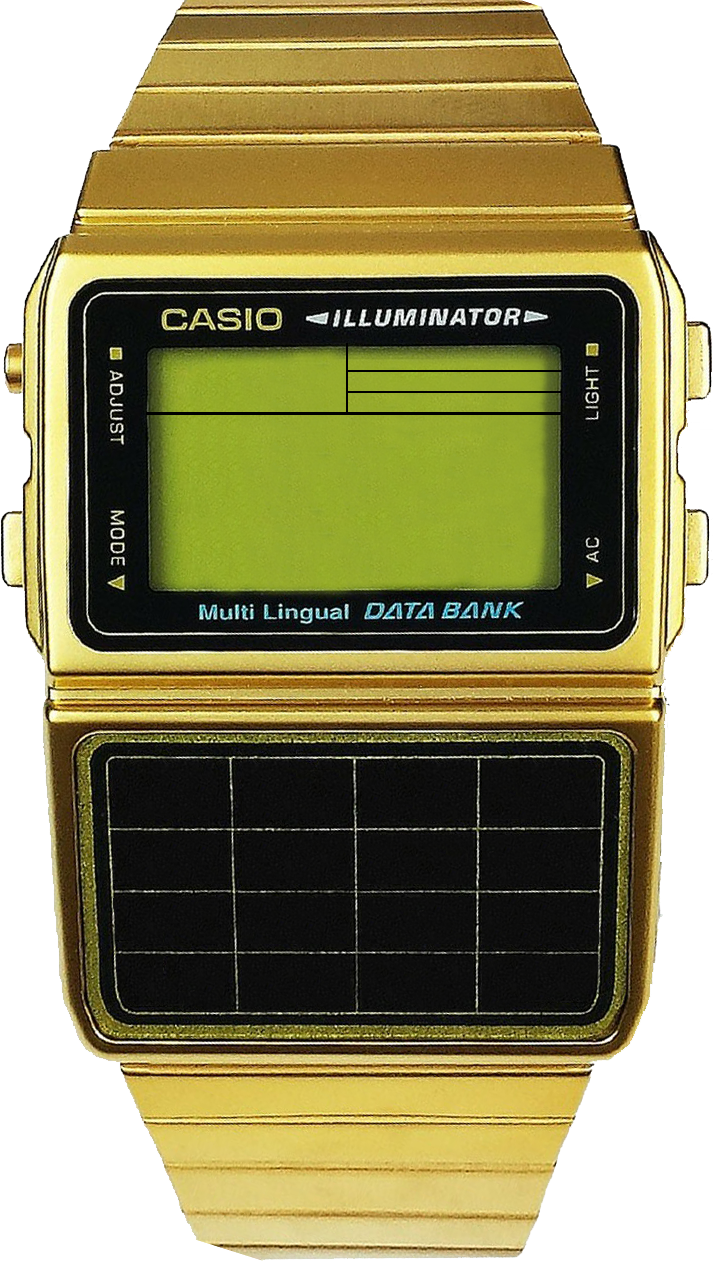 CASIO ILLUMINATOR
ADJUST
LIGHT
MODE
AC
Multi Lingual DATA BANK